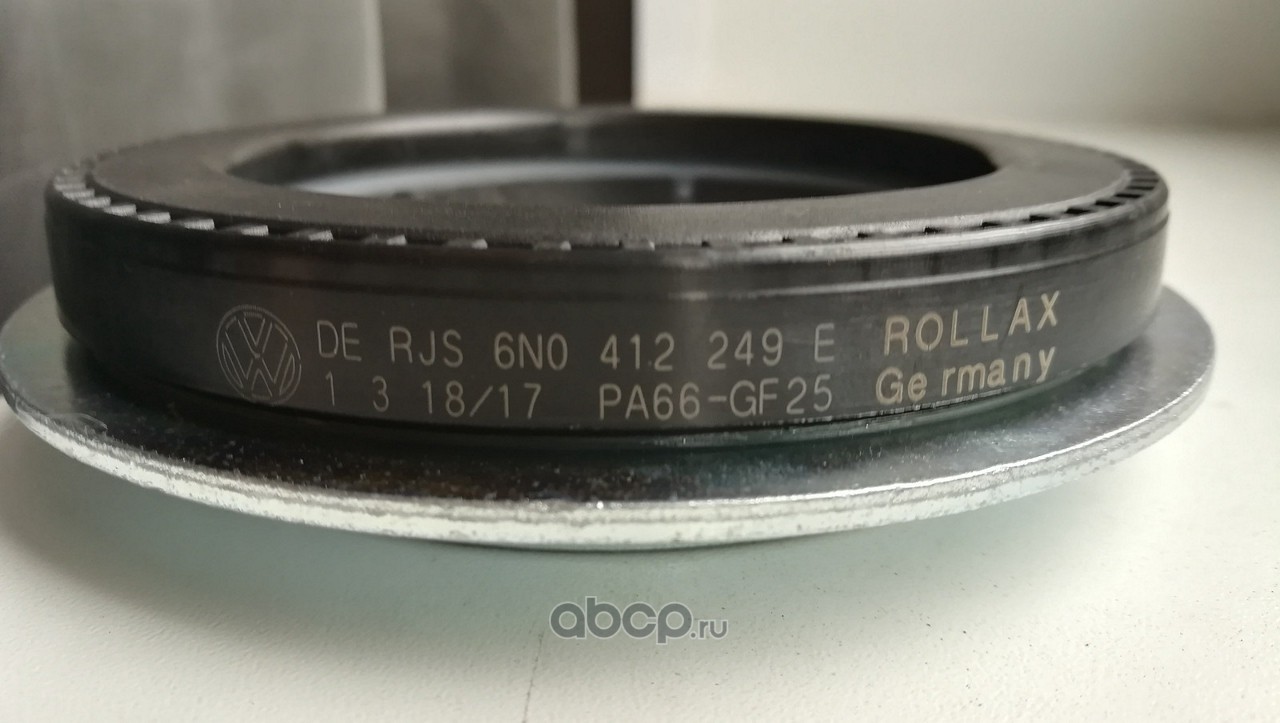 DE RJS 6N0 412 249 E ROLLAX
1 3 18/17 PA66-GF25 Germany
abcp.ru